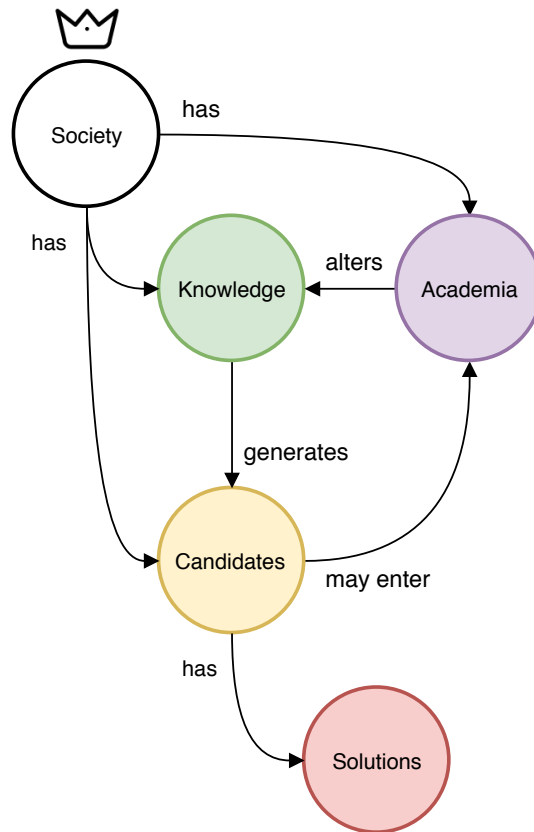 has
Society
has
alters
Knowledge
Academia
generates
Candidates
may enter
has
Solutions